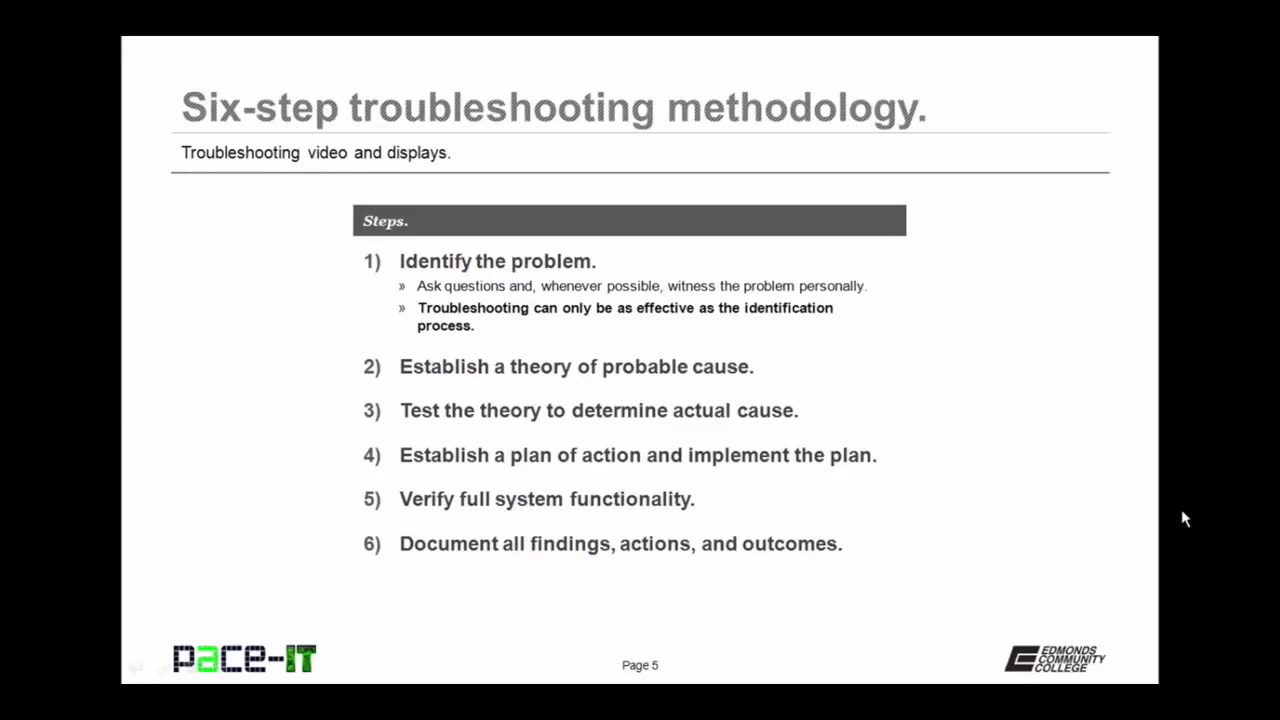 Six-step troubleshooting methodology.
Troubleshooting video and displays.
Steps.
1) Identify the problem.
» Ask questions and, whenever possible, witness the problem personally.
» Troubleshooting can only be as effective as the identification
process.
2) Establish a theory of probable cause.
3) Test the theory to determine actual cause.
4) Establish a plan of action and implement the plan.
5) Verify full system functionality.
6) Document all findings, actions, and outcomes.
pace-IT
Page 5
EDMONDS
COMMUNITY
COLLEGE